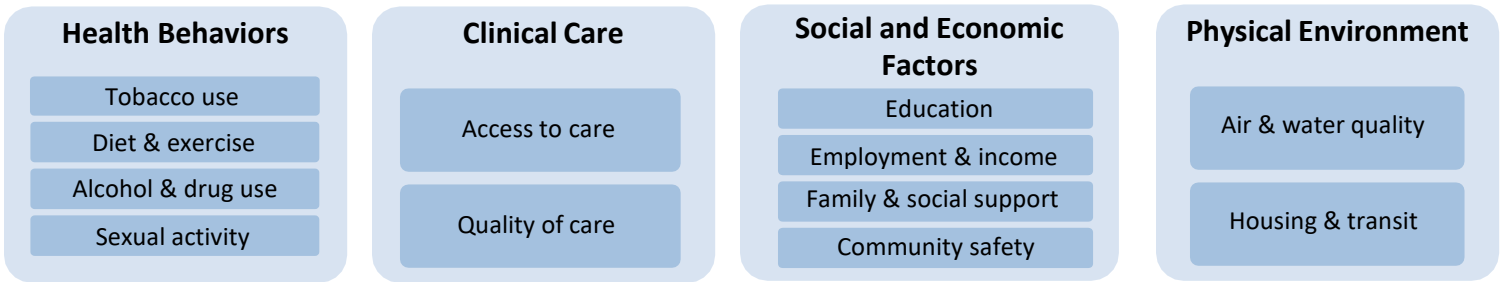 Health Behaviors
Tobacco use
Diet & exercise
Alcohol & drug use
Sexual activity
Clinical Care
Access to care
Quality of care
Social and Economic
Factors
Education
Employment & income
Family & social support
Community safety
Physical Environment
Air & water quality
Housing & transit